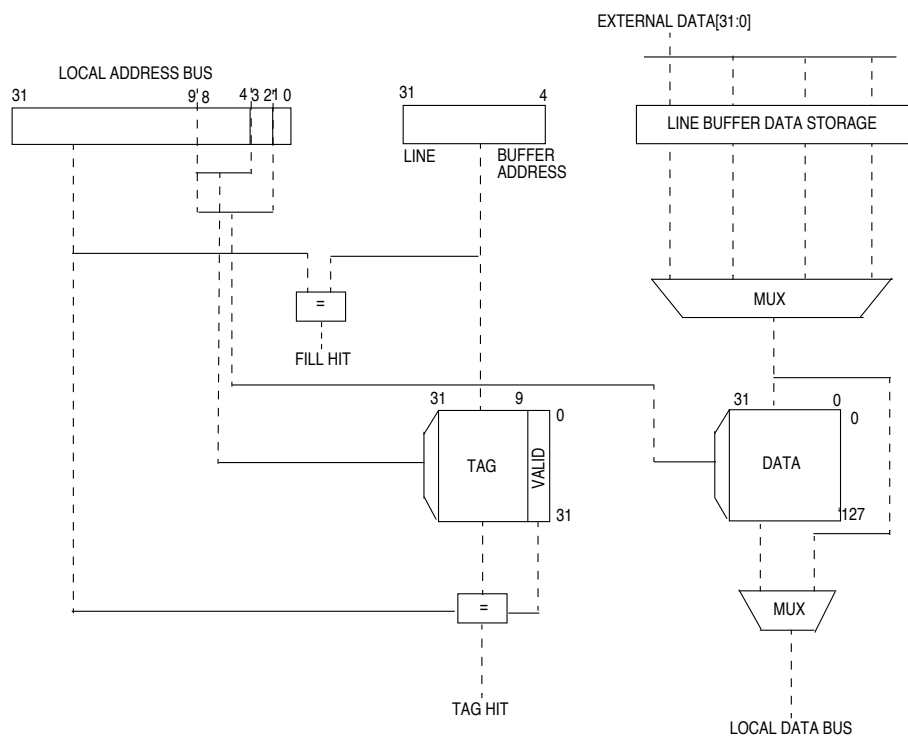 EXTERNAL DATA[31:0]
LOCAL ADDRESS BUS
31 9 8 4 3 2 1 0
31 4
LINE BUFFER DATA STORAGE
LINE BUFFER
ADDRESS
MUX
=
FILL HIT
31 9
0
TAG
VALID
31
31 0
0
DATA
127
=
MUX
TAG HIT
LOCAL DATA BUS